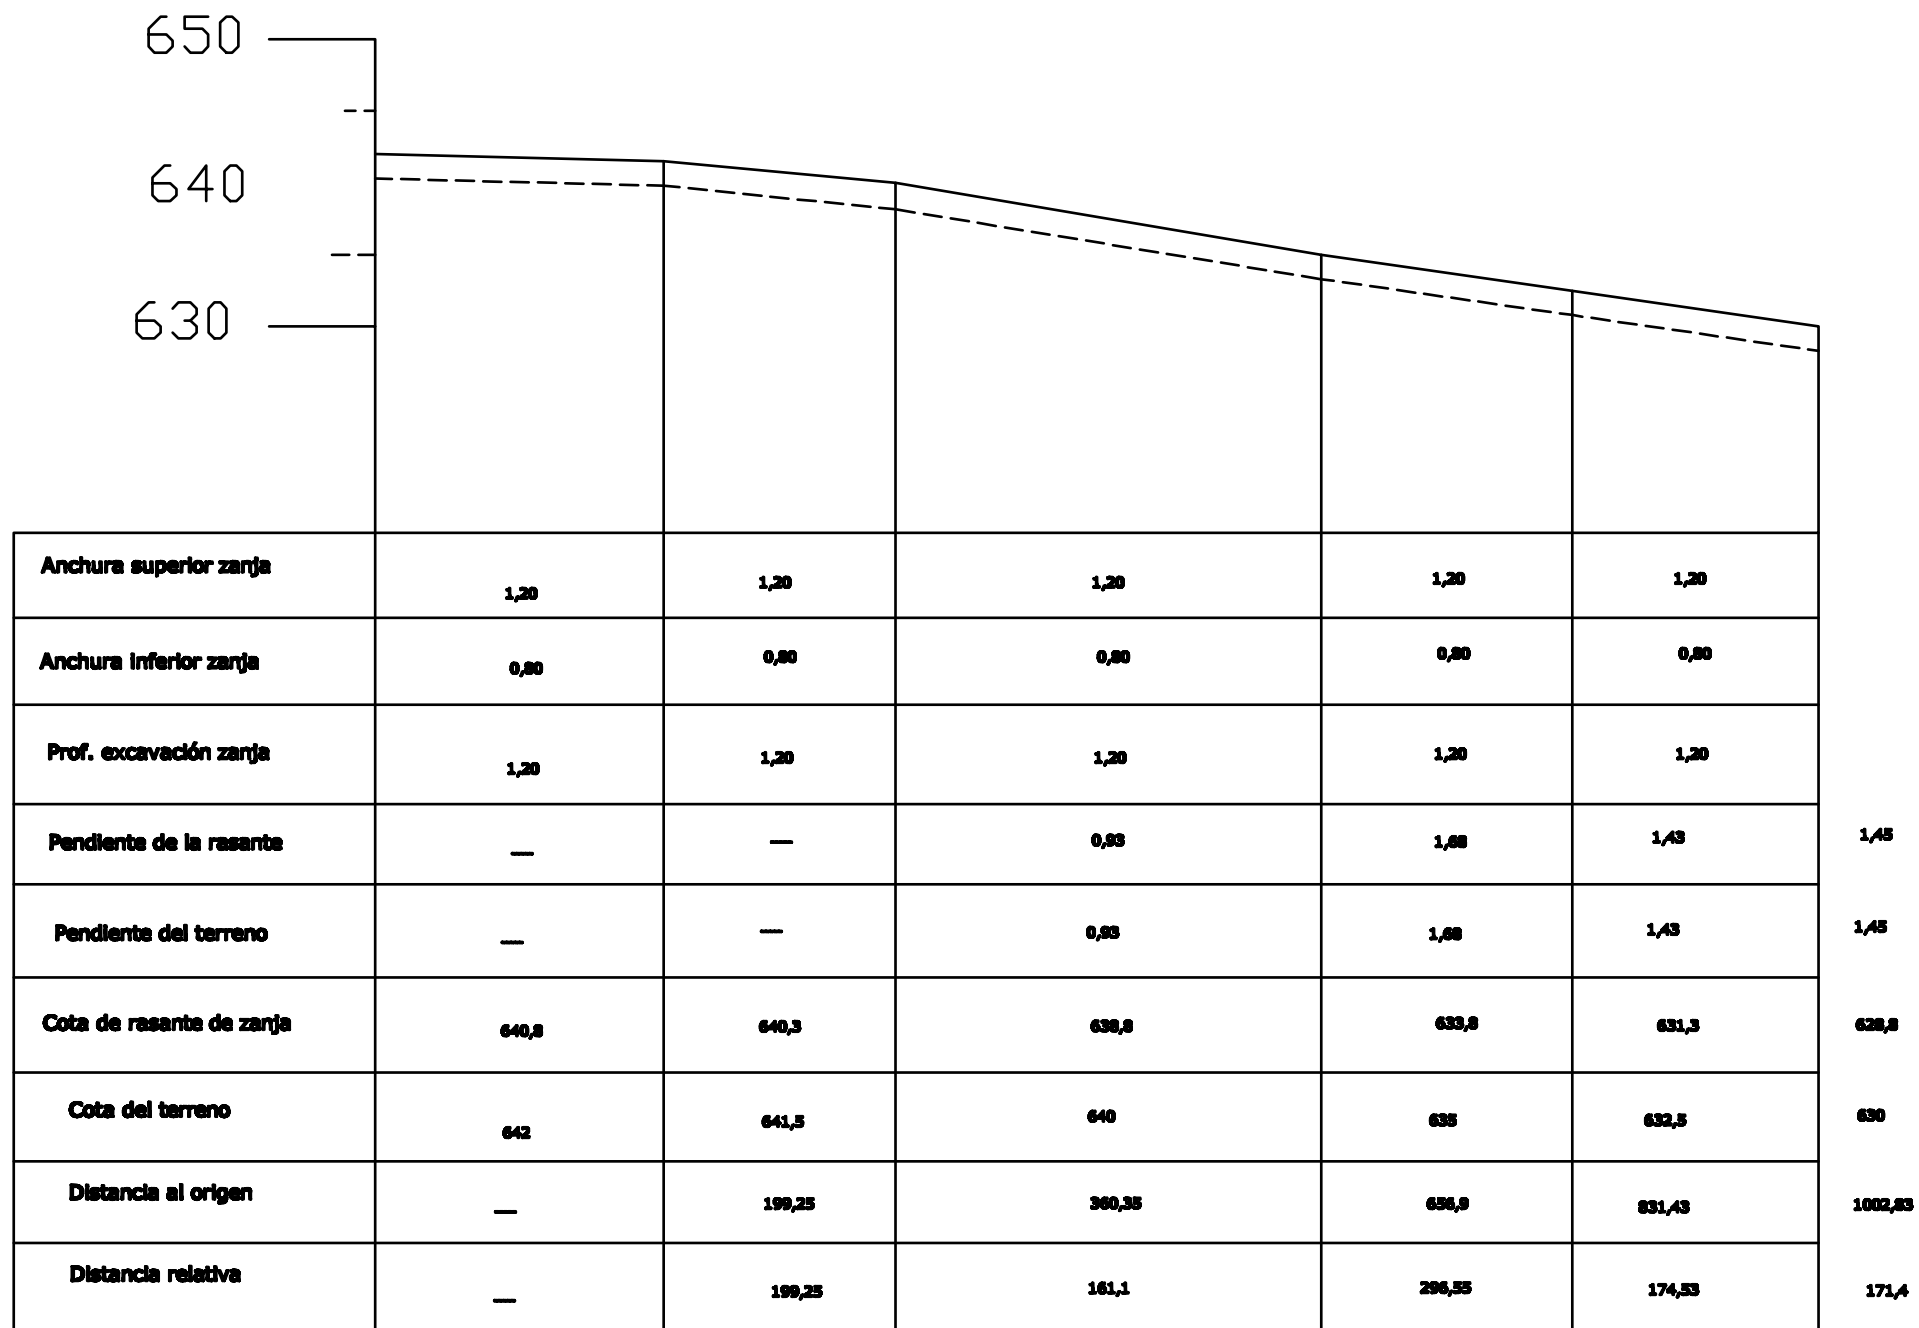 650
640
630
Anchura superior zanja 1,20 1,20 1,20 1,20 1,20
Anchura inferior zanja 0,80 0,80 0,80 0,80 0,80
Prof. excavación zanja 1,20 1,20 1,20 1,20 1,20
Pendiente de la rasante --- --- 0,93 1,68 1,43 1,45
Pendiente del terreno --- --- 0,93 1,68 1,43 1,45
Cota de rasante de zanja 640,8 640,3 638,8 633,8 631,3 628,8
Cota del terreno 642 641,5 640 635 632,5 630
Distancia al origen --- 199,25 360,35 656,9 831,43 1002,83
Distancia relativa --- 199,25 161,1 296,55 174,53 171,4